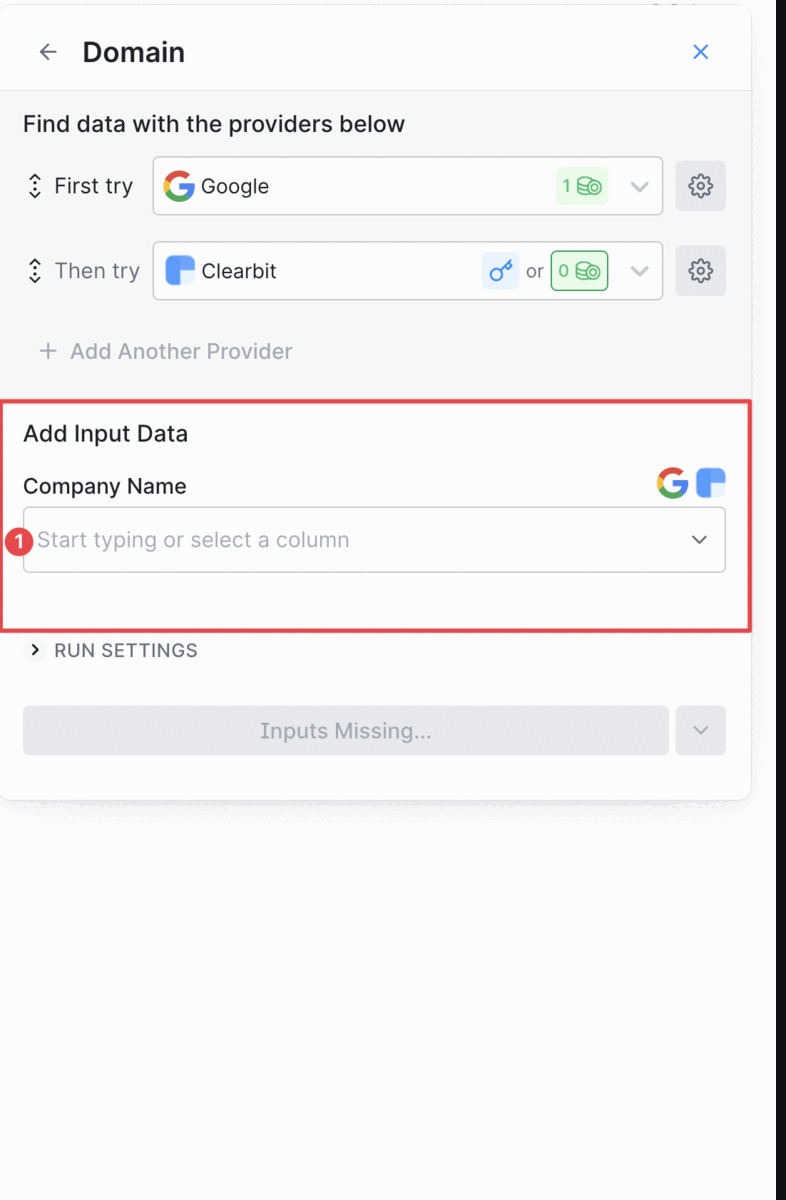 Domain
Find data with the providers below
First try Google 1
Then try Clearbit or 0
Add Another Provider
Add Input Data
Company Name
1 Start typing or select a column
RUN SETTINGS
Inputs Missing...